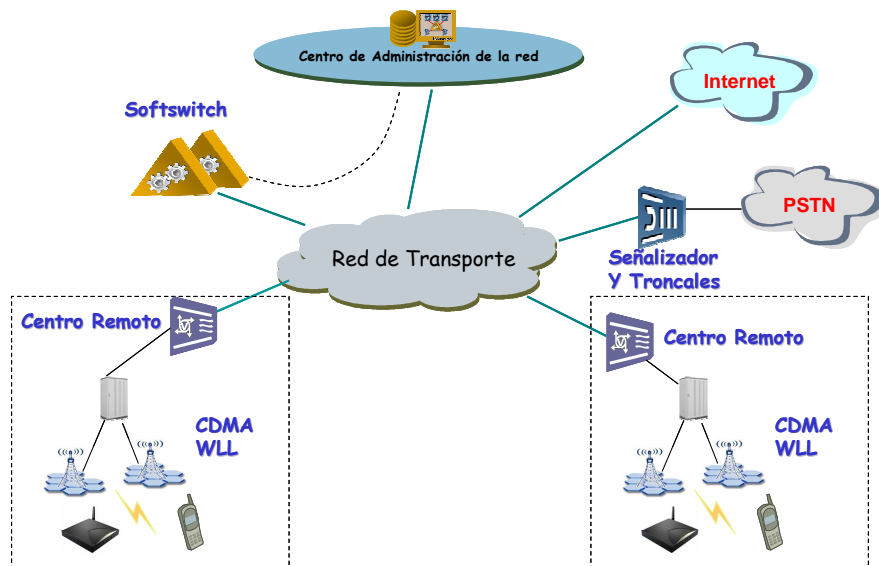 Centro de Administración de la red
Internet
Softswitch
PSTN
Red de Transporte
Señalizador
Y Troncales
Centro Remoto
Centro Remoto
CDMA
WLL
CDMA
WLL